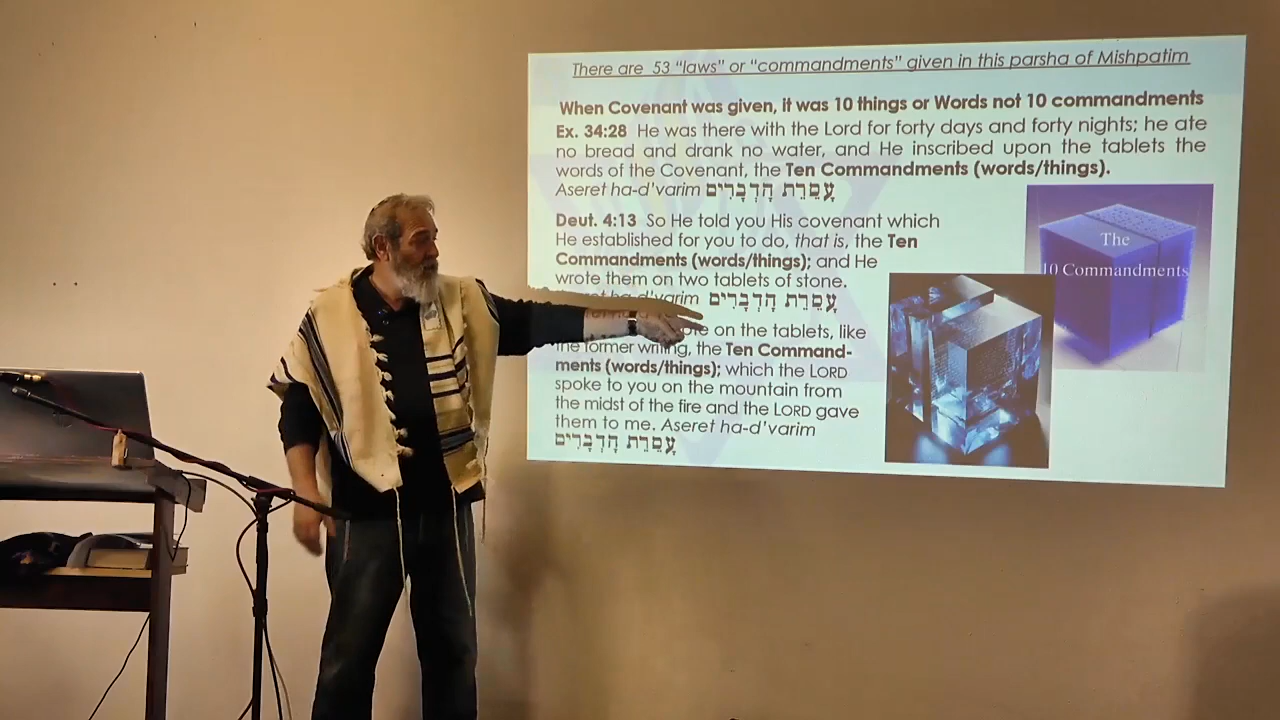 There are 53 "laws" or "commandments" given in this parsha of Mishpatim
When Covenant was given, it was 10 things or Words not 10 commandments
Ex. 34:28 He was there with the Lord for forty days and forty nights; he ate
no bread and drank no water, and He inscribed upon the tablets the
words of the Covenant, the Ten Commandments (words/things).
Aseret ha-d'varim עֲסֵרֵת הַדְּבָרִים
Deut. 4:13 So He told you His covenant which
He established for you to do, that is, the Ten
Commandments (words/things); and He
wrote them on two tablets of stone.
ha-d'varim עֲסֵרֵת הַדְּבָרִים
on the tablets, like
the former writing, the Ten Command-
ments (words/things); which the LORD
spoke to you on the mountain from
the midst of the fire and the LORD gave
them to me. Aseret ha-d'varim
עֲסֵרֵת הַדְּבָרִים
The
10 Commandments